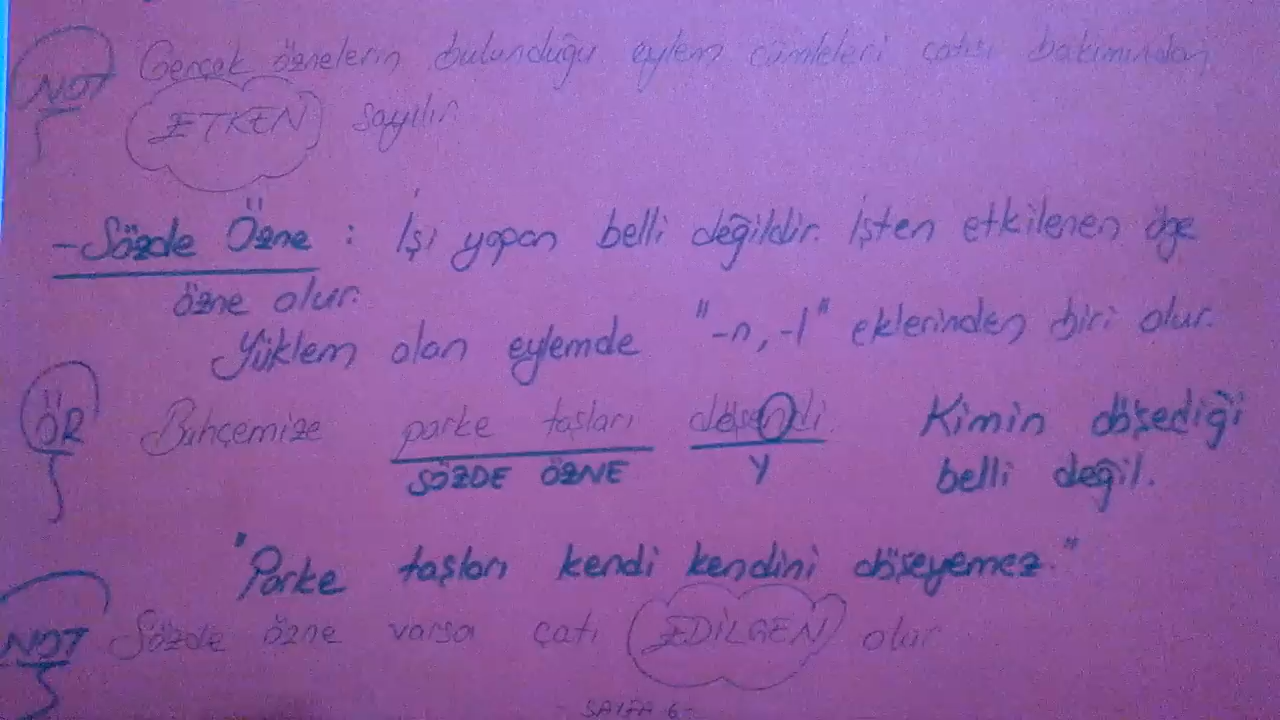 NOT Gerçek öznelerin bulunduğu eylem cümleleri çatısı bakımından
ETKEN sayılır.
- Sözde Özne : İşi yapan belli değildir. İşten etkilenen öge
özne olur.
Yüklem olan eylemde "-n, -l" eklerinden biri olur.
ÖR Bahçemize parke taşları döşendi. Kimin döşediği
SÖZDE ÖZNE Y belli değil.
"Parke taşları kendi kendini döşeyemez."
NOT Sözde özne varsa çatı EDİLGEN olur
- SAYFA 6 -